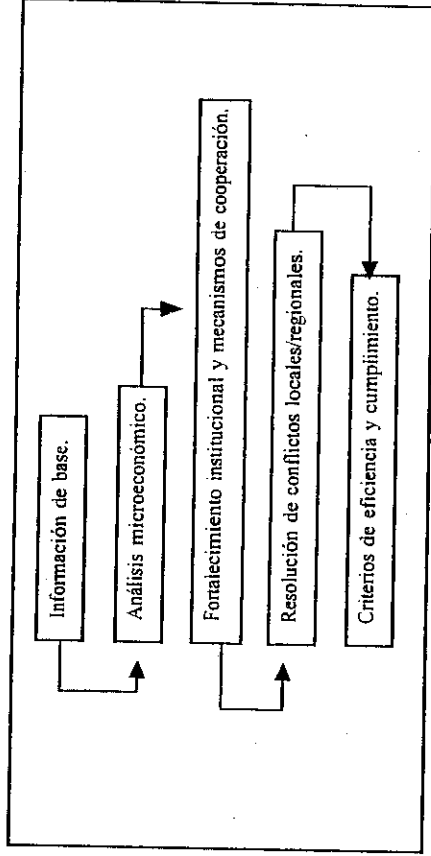 Información de base.
Análisis microeconómico.
Fortalecimiento institucional y mecanismos de cooperación.
Resolución de conflictos locales/regionales.
Criterios de eficiencia y cumplimiento.